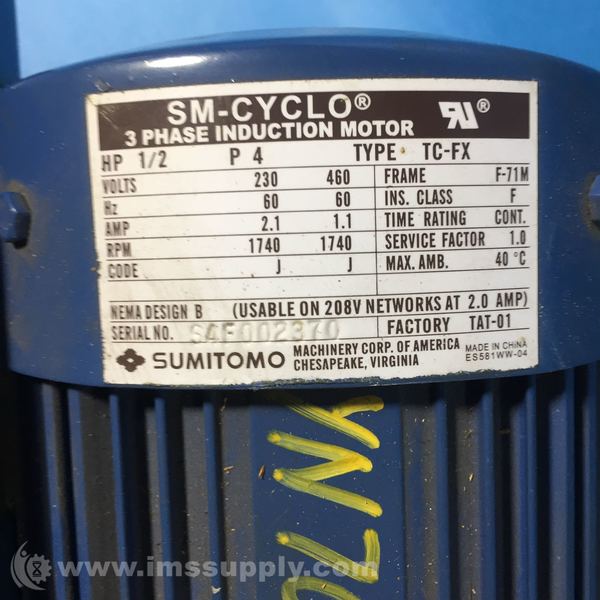 SM-CYCLO®
3 PHASE INDUCTION MOTOR
RU®
HP 1/2 P 4 TYPE TC-FX
VOLTS 230 460 FRAME F-71M
Hz 60 60 INS. CLASS F
AMP 2.1 1.1 TIME RATING CONT.
RPM 1740 1740 SERVICE FACTOR 1.0
CODE J J MAX. AMB. 40 °C
NEMA DESIGN B (USABLE ON 208V NETWORKS AT 2.0 AMP)
SERIAL NO. S4F002370 FACTORY TAT-01
SUMITOMO MACHINERY CORP. OF AMERICA
CHESAPEAKE, VIRGINIA
MADE IN CHINA
ES581WW-04
www.imssupply.com